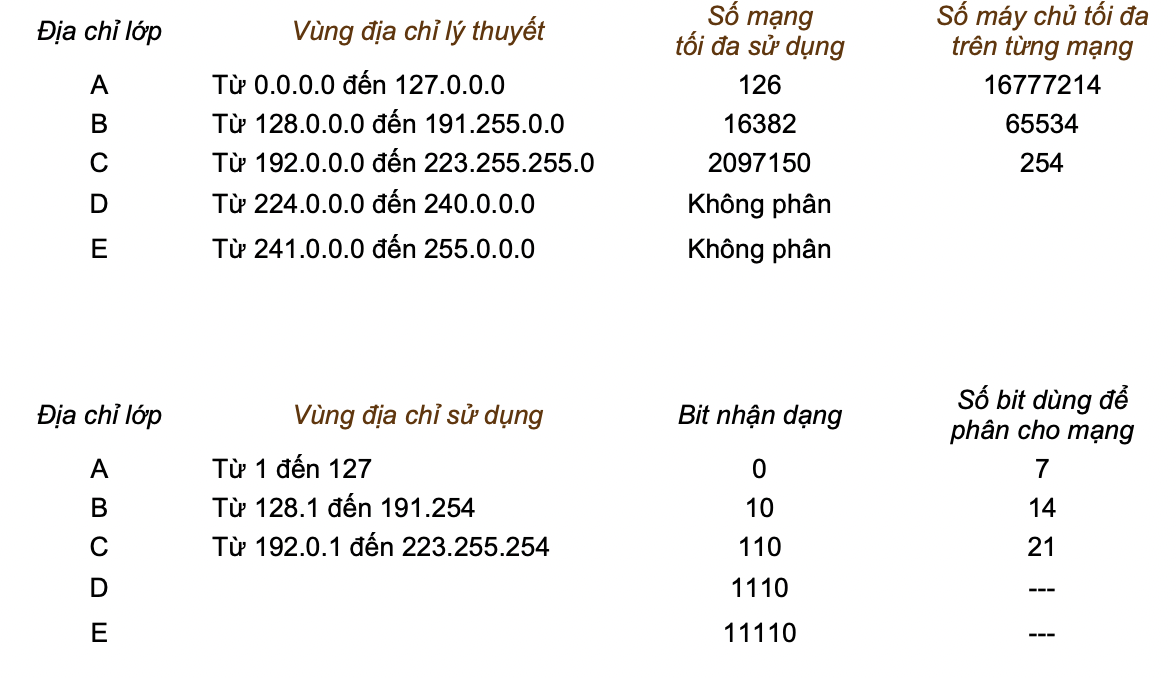 Địa chỉ lớp Vùng địa chỉ lý thuyết Số mạng tối đa sử dụng Số máy chủ tối đa trên từng mạng
A Từ 0.0.0.0 đến 127.0.0.0 126 16777214
B Từ 128.0.0.0 đến 191.255.0.0 16382 65534
C Từ 192.0.0.0 đến 223.255.255.0 2097150 254
D Từ 224.0.0.0 đến 240.0.0.0 Không phân
E Từ 241.0.0.0 đến 255.0.0.0 Không phân
Địa chỉ lớp Vùng địa chỉ sử dụng Bit nhận dạng Số bit dùng để phân cho mạng
A Từ 1 đến 127 0 7
B Từ 128.1 đến 191.254 10 14
C Từ 192.0.1 đến 223.255.254 110 21
D 1110 ---
E 11110 ---